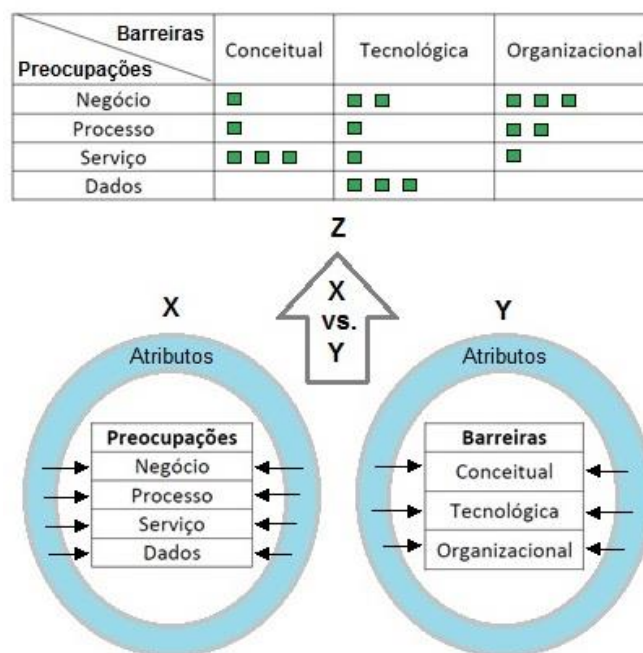 Barreiras
Preocupações
Conceitual
Tecnológica
Organizacional
Negócio
Processo
Serviço
Dados
Z
X
vs.
Y
X
Atributos
Preocupações
Negócio
Processo
Serviço
Dados
Y
Atributos
Barreiras
Conceitual
Tecnológica
Organizacional